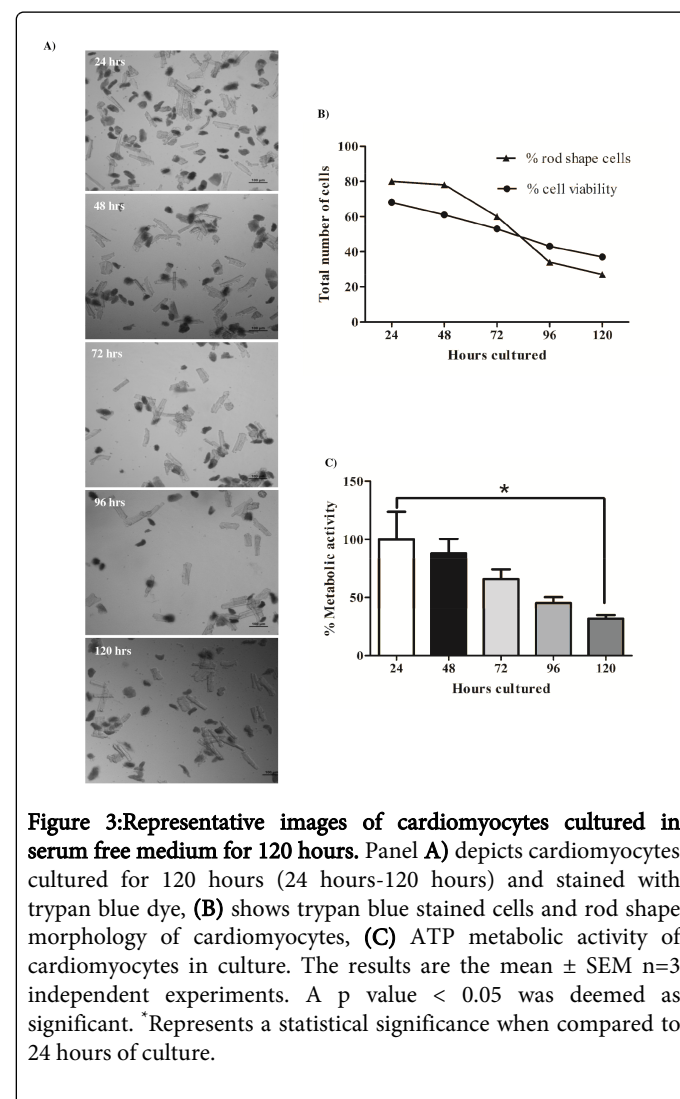 A)
24 hrs
48 hrs
72 hrs
96 hrs
120 hrs
B)
100
80
60
40
20
0
Total number of cells
% rod shape cells
% cell viability
24 48 72 96 120
Hours cultured
C)
150
100
50
0
% Metabolic activity
*
24 48 72 96 120
Hours cultured
Figure 3:Representative images of cardiomyocytes cultured in
serum free medium for 120 hours. Panel A) depicts cardiomyocytes
cultured for 120 hours (24 hours-120 hours) and stained with
trypan blue dye, (B) shows trypan blue stained cells and rod shape
morphology of cardiomyocytes, (C) ATP metabolic activity of
cardiomyocytes in culture. The results are the mean ± SEM n=3
independent experiments. A p value < 0.05 was deemed as
significant. *Represents a statistical significance when compared to
24 hours of culture.